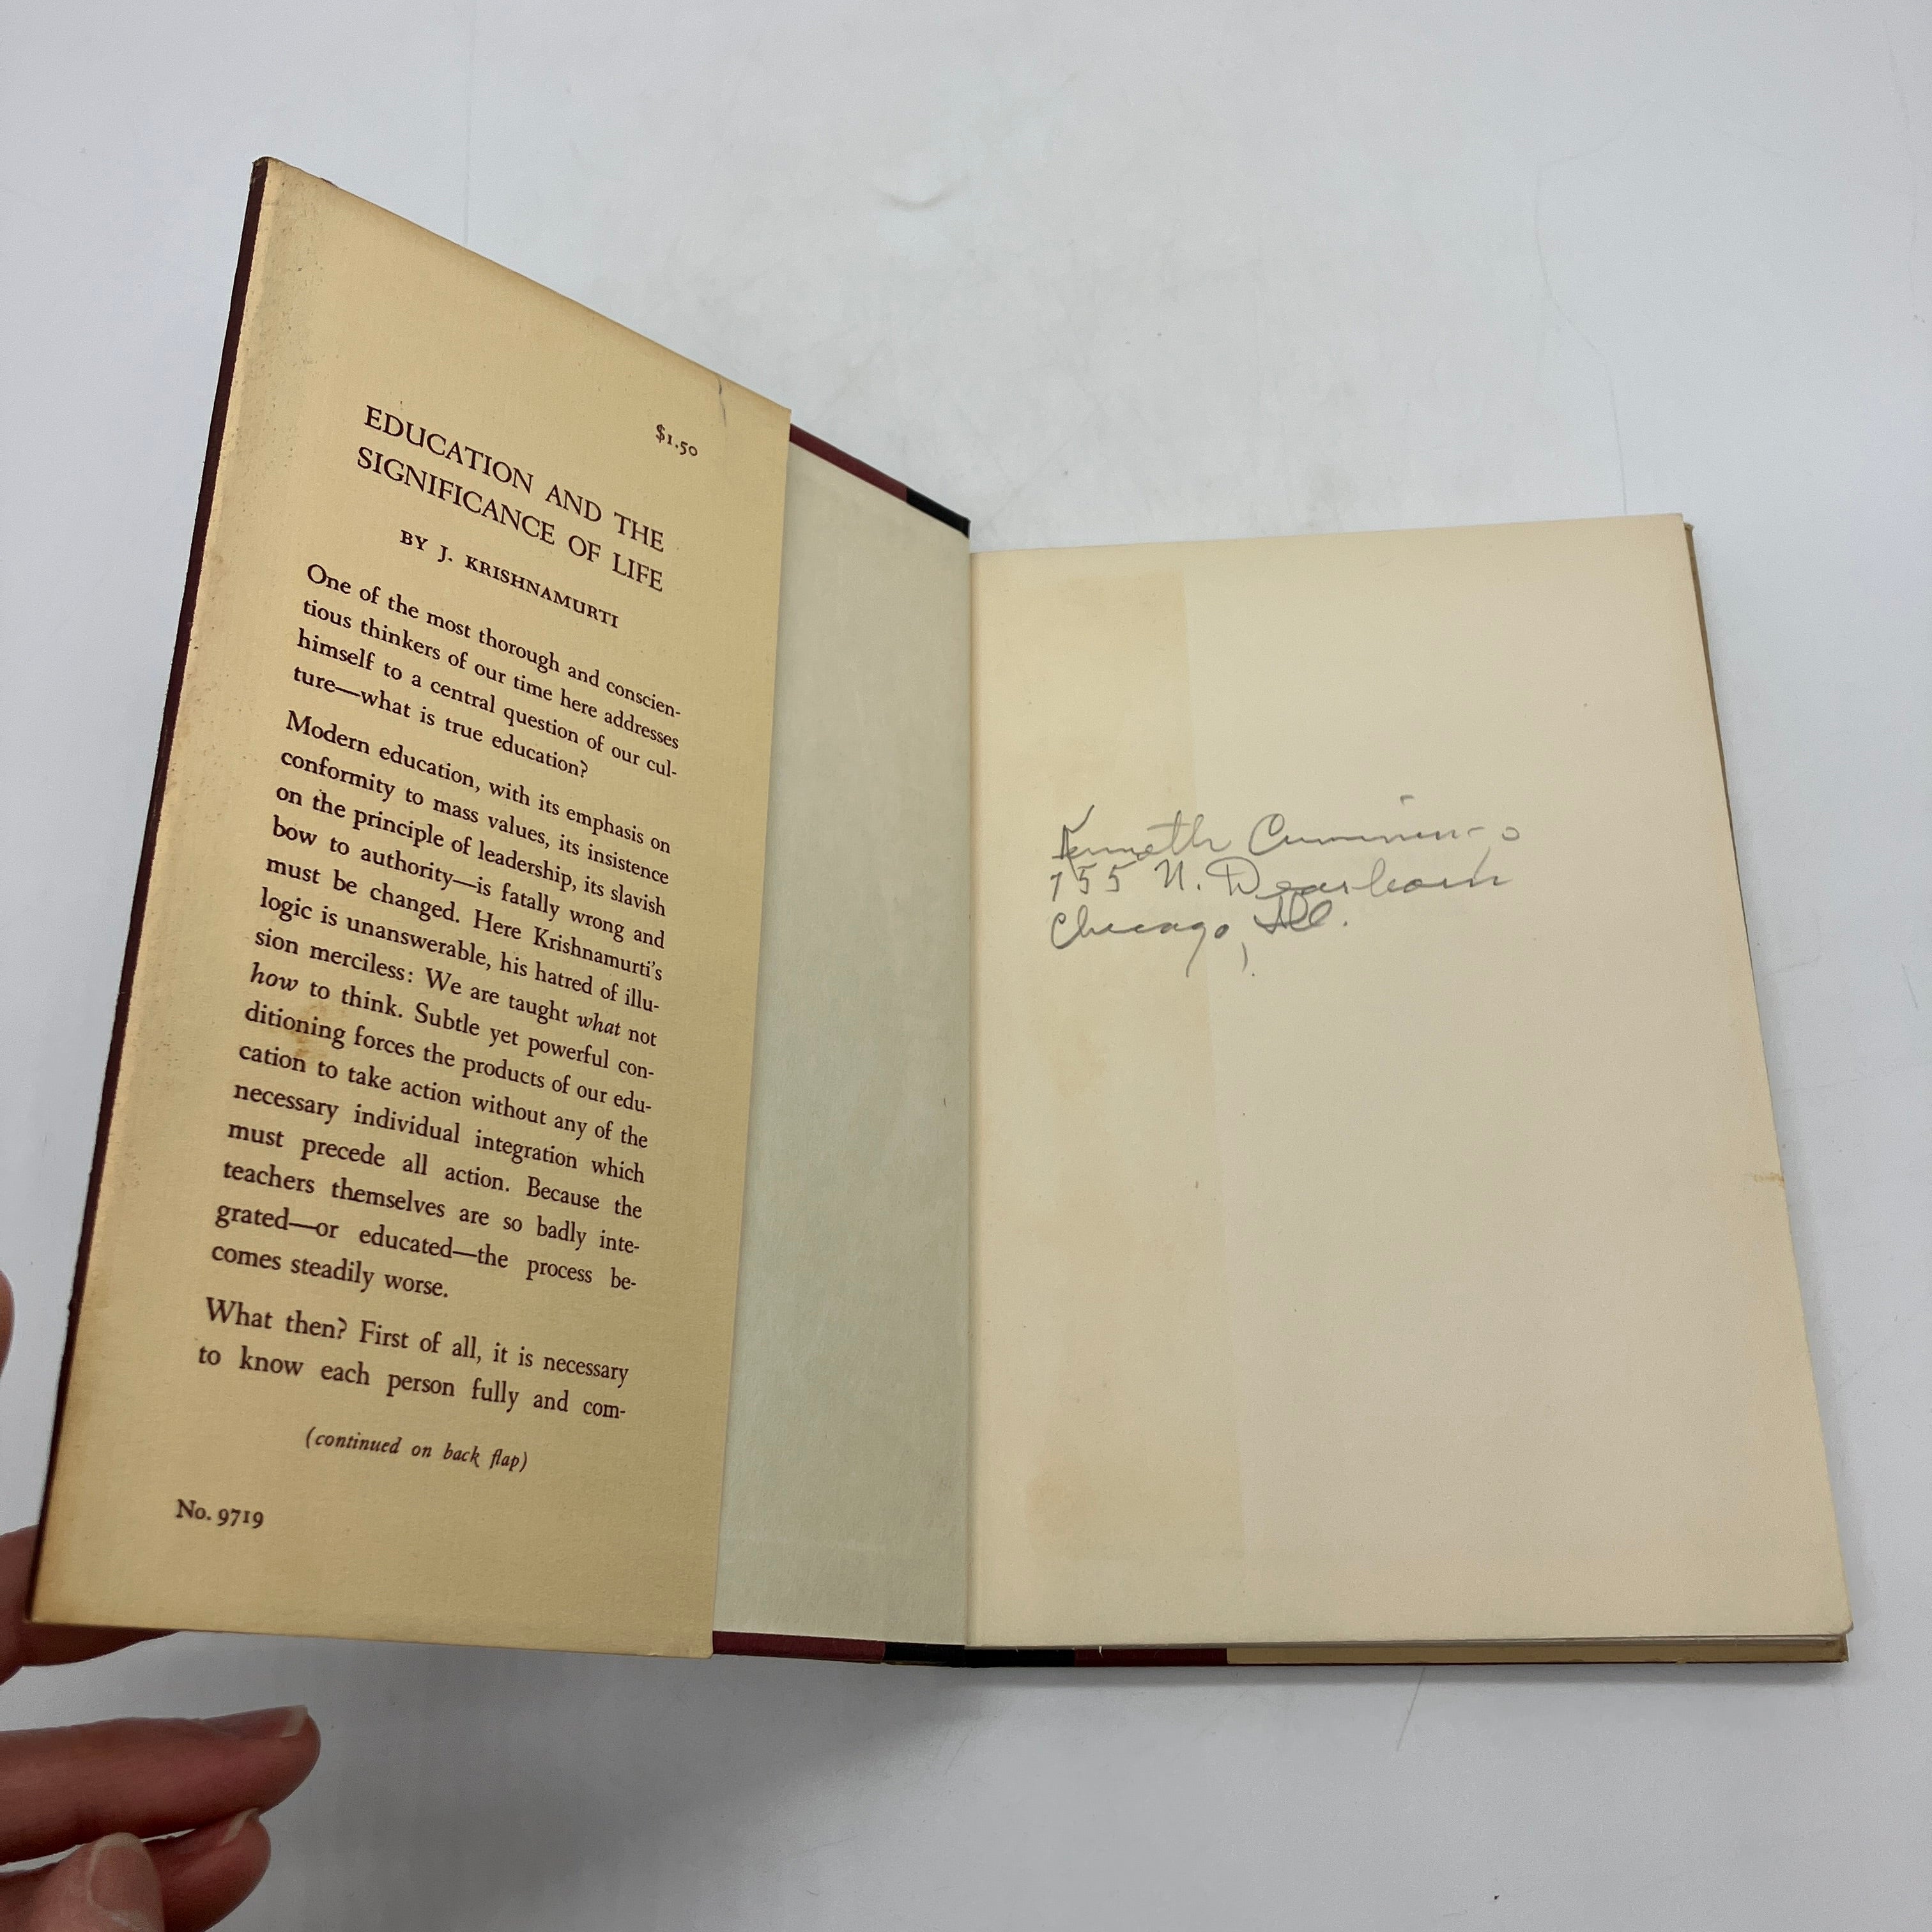 $1.50
EDUCATION AND THE
SIGNIFICANCE OF LIFE
BY J. KRISHNAMURTI
One of the most thorough and conscien-
tious thinkers of our time here addresses
himself to a central question of our cul-
ture—what is true education?
Modern education, with its emphasis on
conformity to mass values, its insistence
on the principle of leadership, its slavish
bow to authority—is fatally wrong and
must be changed. Here Krishnamurti's
logic is unanswerable, his hatred of illu-
sion merciless: We are taught what not
how to think. Subtle yet powerful con-
ditioning forces the products of our edu-
cation to take action without any of the
necessary individual integration which
must precede all action. Because the
teachers themselves are so badly inte-
grated—or educated—the process be-
comes steadily worse.
What then? First of all, it is necessary
to know each person fully and com-
(continued on back flap)
No. 9719
Kenneth Cummings
755 N. Dearborn
Chicago, Ill.